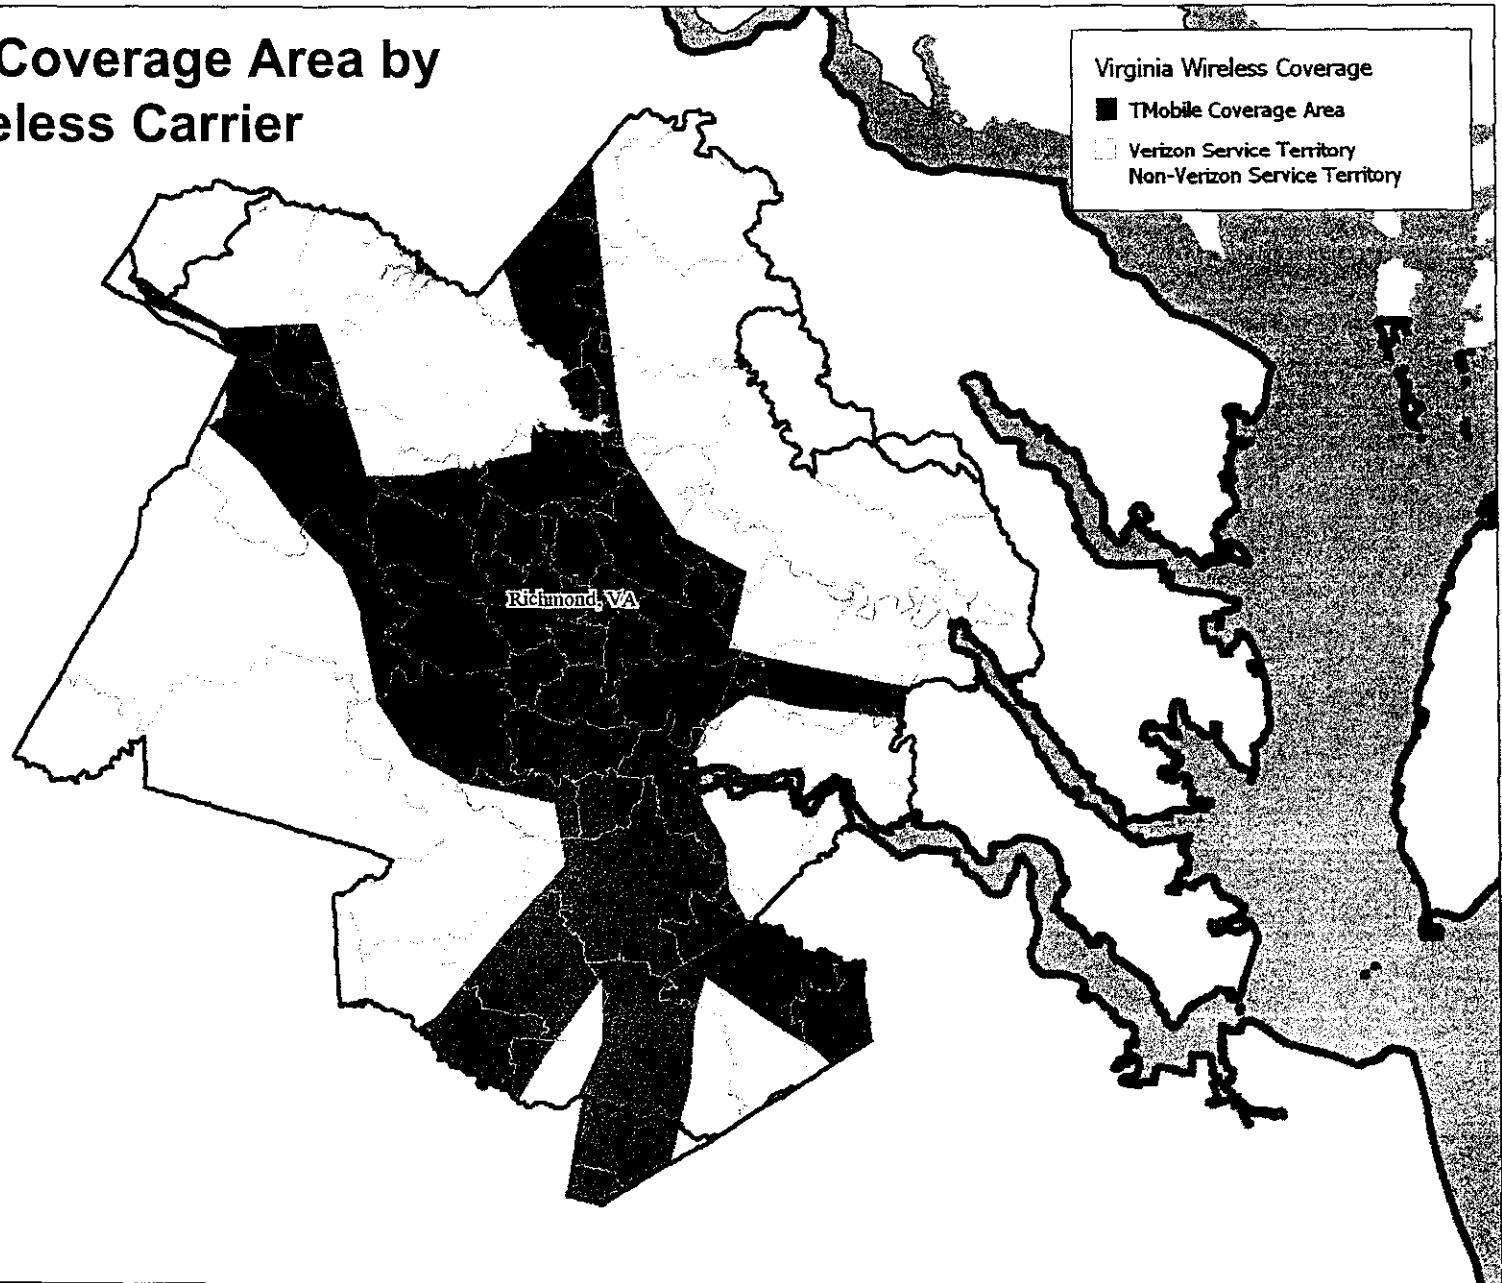 Coverage Area by
eless Carrier
Virginia Wireless Coverage
TMobile Coverage Area
Verizon Service Territory
Non-Verizon Service Territory
Richmond, VA